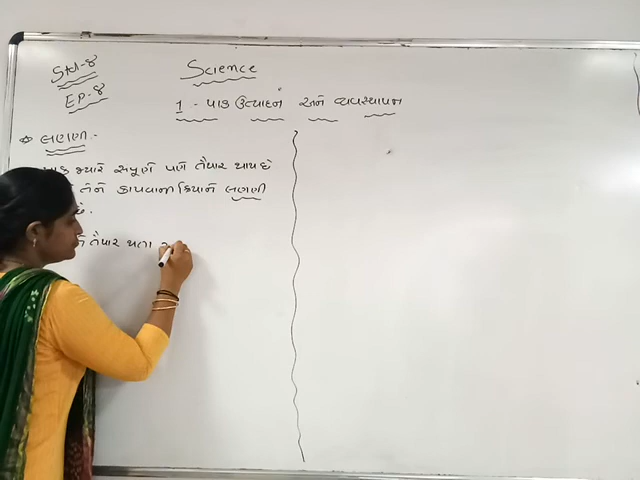 Std-8
EP-8
Science
1 - પાક ઉત્પાદન અને વ્યવસ્થાપન
લણણી -
પાક જ્યારે સંપૂર્ણ પણે તૈયાર થાય છે
તેને કાપવાની ક્રિયાને લણણી
છે.
તૈયાર થતા